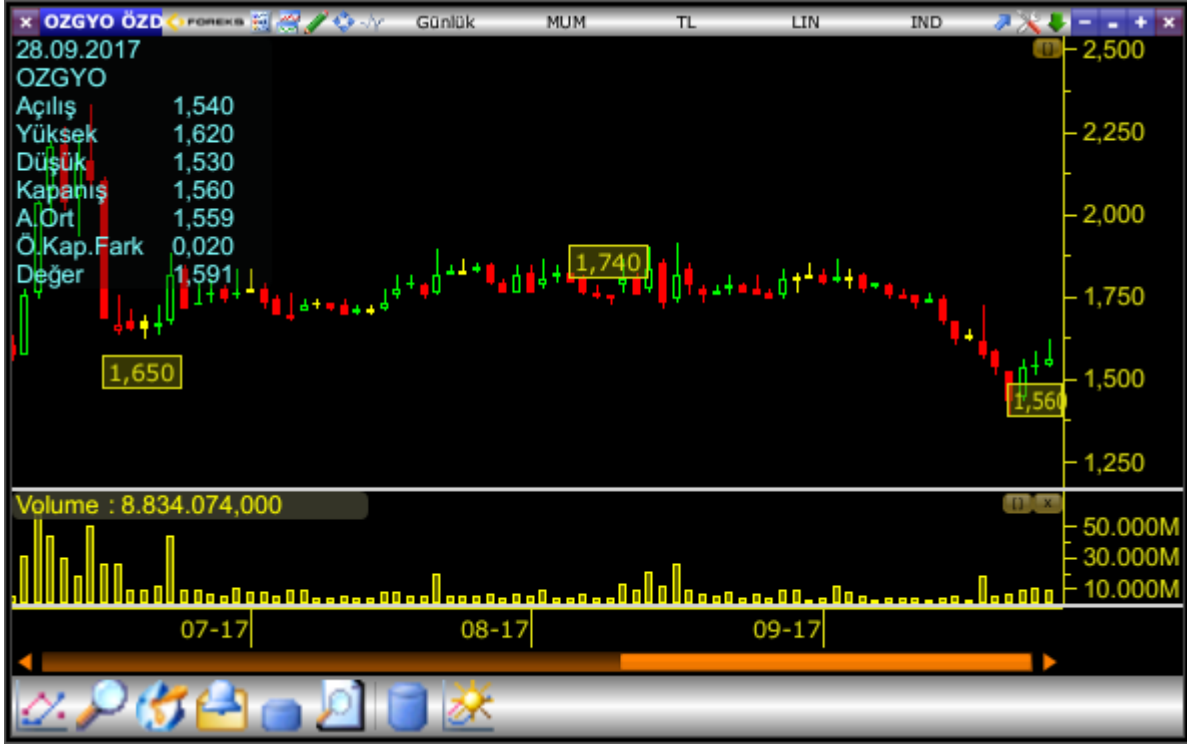 OZGYO ÖZD FOREKS Günlük MUM TL LIN IND
28.09.2017
OZGYO
Açılış 1,540
Yüksek 1,620
Düşük 1,530
Kapanış 1,560
A.Ort 1,559
Ö.Kap.Fark 0,020
Değer 1,591
2,500
2,250
2,000
1,750
1,500
1,250
1,740
1,650
1,560
Volume : 8.834.074,000
50.000M
30.000M
10.000M
07-17 08-17 09-17